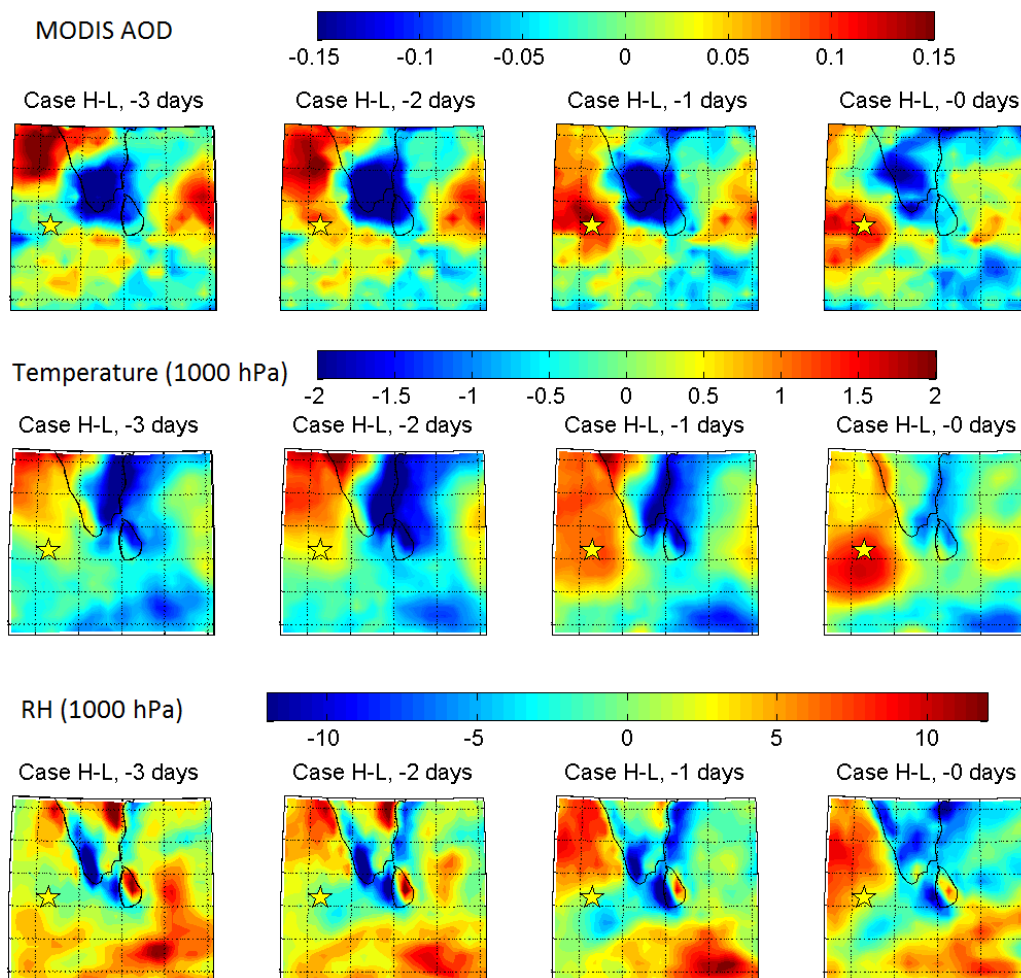 MODIS AOD
-0.15 -0.1 -0.05 0 0.05 0.1 0.15
Case H-L, -3 days Case H-L, -2 days Case H-L, -1 days Case H-L, -0 days
Temperature (1000 hPa)
-2 -1.5 -1 -0.5 0 0.5 1 1.5 2
Case H-L, -3 days Case H-L, -2 days Case H-L, -1 days Case H-L, -0 days
RH (1000 hPa)
-10 -5 0 5 10
Case H-L, -3 days Case H-L, -2 days Case H-L, -1 days Case H-L, -0 days